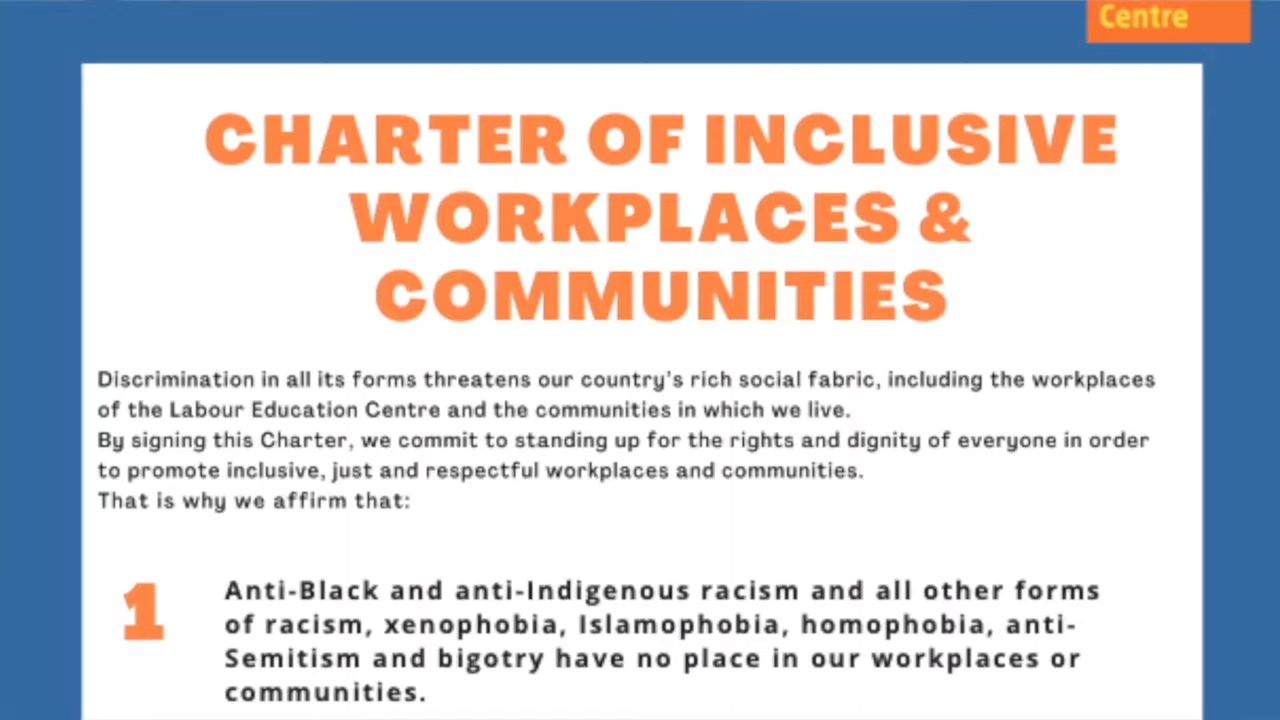 Centre
CHARTER OF INCLUSIVE
WORKPLACES &
COMMUNITIES
Discrimination in all its forms threatens our country's rich social fabric, including the workplaces
of the Labour Education Centre and the communities in which we live.
By signing this Charter, we commit to standing up for the rights and dignity of everyone in order
to promote inclusive, just and respectful workplaces and communities.
That is why we affirm that:
1
Anti-Black and anti-Indigenous racism and all other forms
of racism, xenophobia, Islamophobia, homophobia, anti-
Semitism and bigotry have no place in our workplaces or
communities.